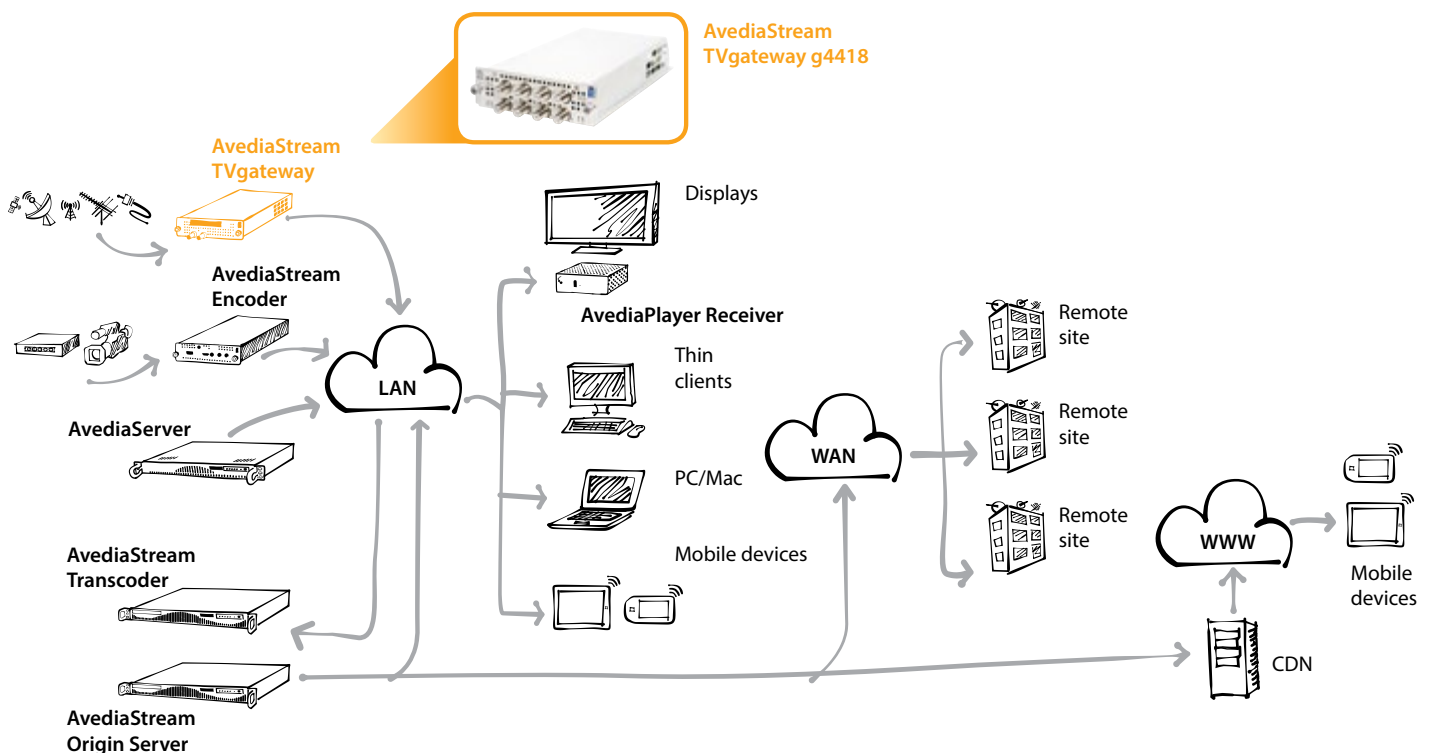 AvediaStream
TVgateway g4418
AvediaStream
TVgateway
Displays
AvediaStream
Encoder
AvediaPlayer Receiver
Remote
site
Thin
clients
LAN
AvediaServer
Remote
site
WAN
PC/Mac
Remote
site
WWW
AvediaStream
Transcoder
Mobile devices
Mobile
devices
CDN
AvediaStream
Origin Server